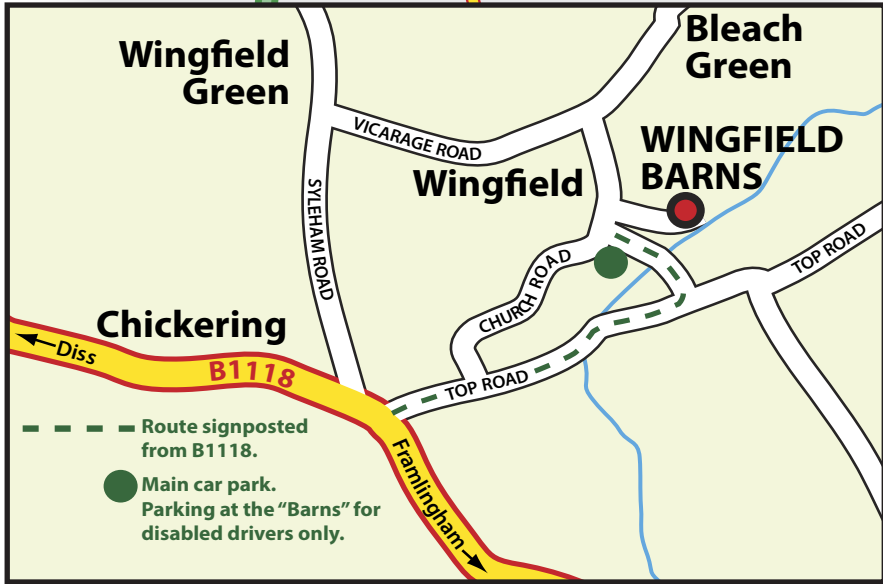 Wingfield
Green
Bleach
Green
VICARAGE ROAD
WINGFIELD
BARNS
Wingfield
SYLEHAM ROAD
TOP ROAD
CHURCH ROAD
Chickering
Diss
B1118
TOP ROAD
Framlingham
Route signposted
from B1118.
Main car park.
Parking at the “Barns” for
disabled drivers only.